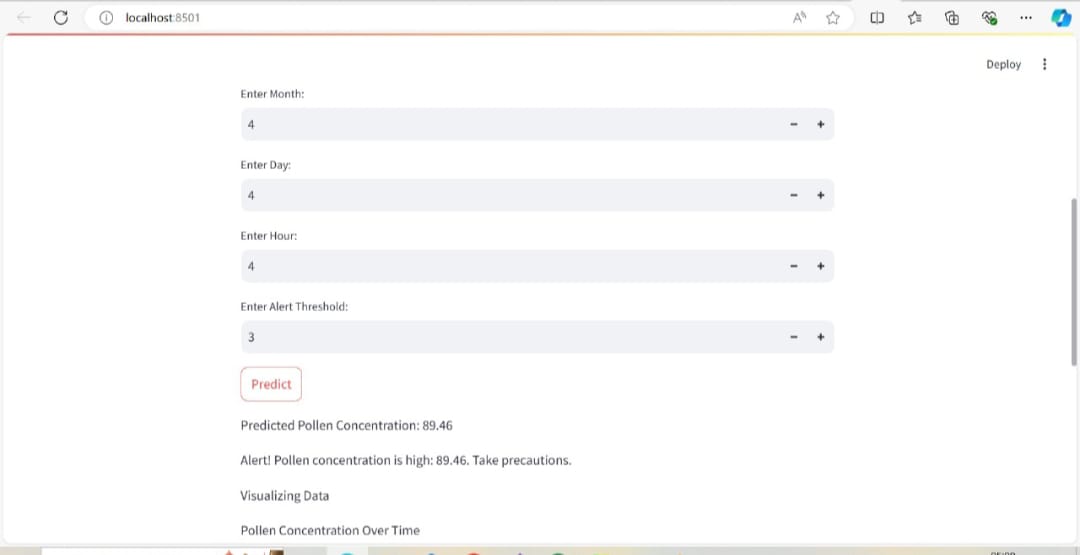 localhost:8501
Deploy
Enter Month:
4
Enter Day:
4
Enter Hour:
4
Enter Alert Threshold:
3
Predict
Predicted Pollen Concentration: 89.46
Alert! Pollen concentration is high: 89.46. Take precautions.
Visualizing Data
Pollen Concentration Over Time